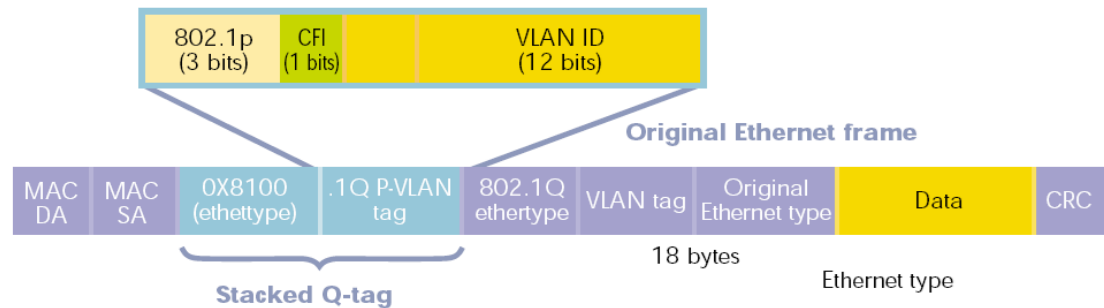 802.1p
(3 bits)
CFI
(1 bits)
VLAN ID
(12 bits)
Original Ethernet frame
MAC
DA
MAC
SA
0X8100
(ethettype)
.1Q P-VLAN
tag
802.1Q
ethertype
VLAN tag
Original
Ethernet type
Data
CRC
18 bytes
Ethernet type
Stacked Q-tag